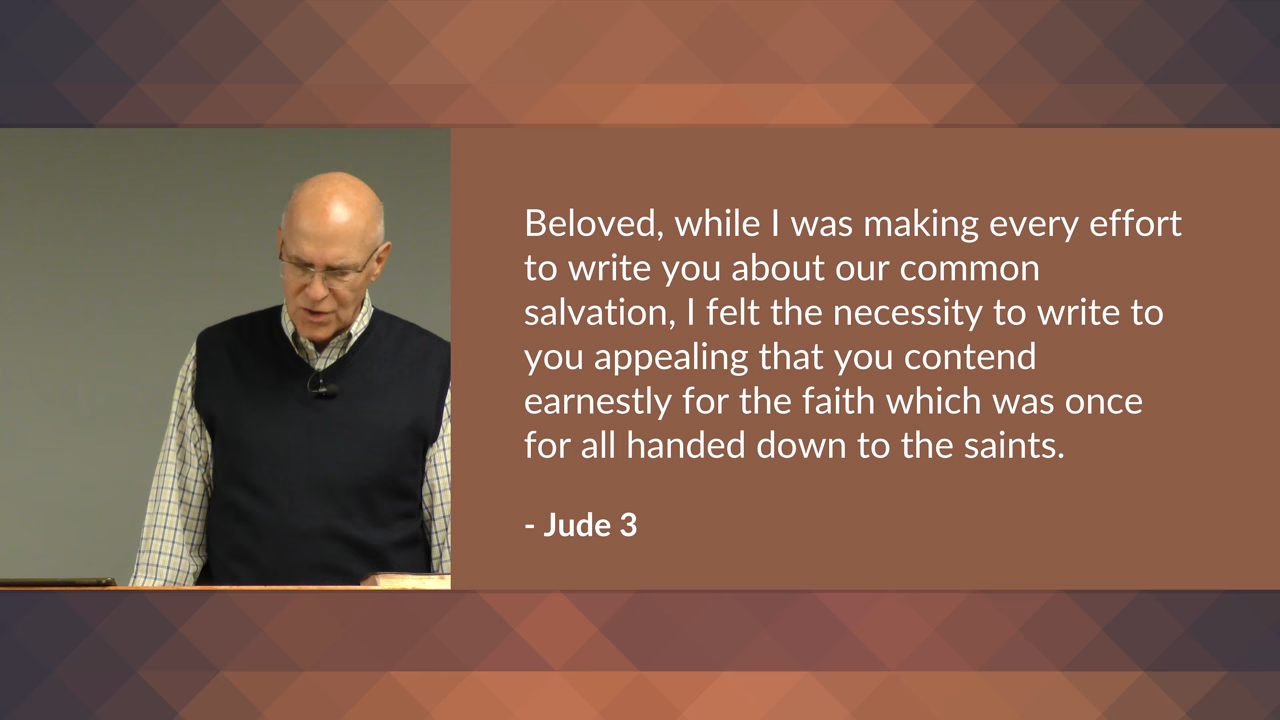 Beloved, while I was making every effort
to write you about our common
salvation, I felt the necessity to write to
you appealing that you contend
earnestly for the faith which was once
for all handed down to the saints.
- Jude 3